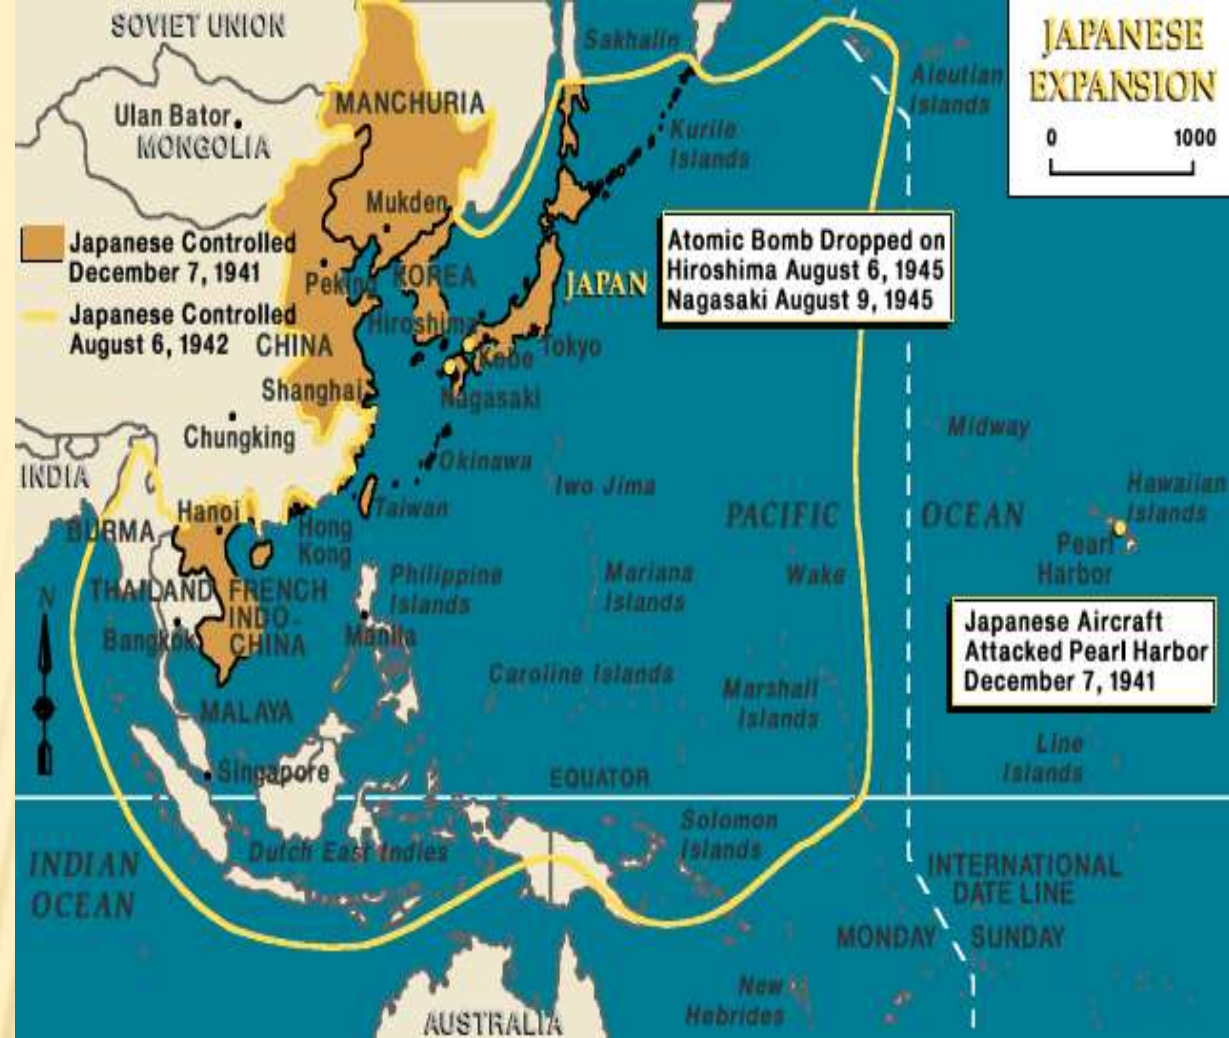 JAPANESE
EXPANSION
0 1000
SOVIET UNION
Sakhalin
Aleutian
Islands
MANCHURIA
Ulan Bator
MONGOLIA
Kurile
Islands
Mukden
Japanese Controlled
December 7, 1941
Japanese Controlled
August 6, 1942
Atomic Bomb Dropped on
Hiroshima August 6, 1945
Nagasaki August 9, 1945
Peking
KOREA
JAPAN
Hiroshima
CHINA
Kobe
Tokyo
Shanghai
Nagasaki
Chungking
Midway
INDIA
Okinawa
Iwo Jima
Hawaiian
Islands
Taiwan
PACIFIC OCEAN
Hanoi
BURMA
Hong
Kong
Pearl
Harbor
Philippine
Islands
Mariana
Islands
Wake
THAILAND
FRENCH
INDO-
CHINA
N
Bangkok
Manila
Japanese Aircraft
Attacked Pearl Harbor
December 7, 1941
Caroline Islands
Marshall
Islands
MALAYA
Line
Islands
Singapore
EQUATOR
Solomon
Islands
Dutch East Indies
INDIAN
OCEAN
INTERNATIONAL
DATE LINE
MONDAY SUNDAY
New
Hebrides
AUSTRALIA